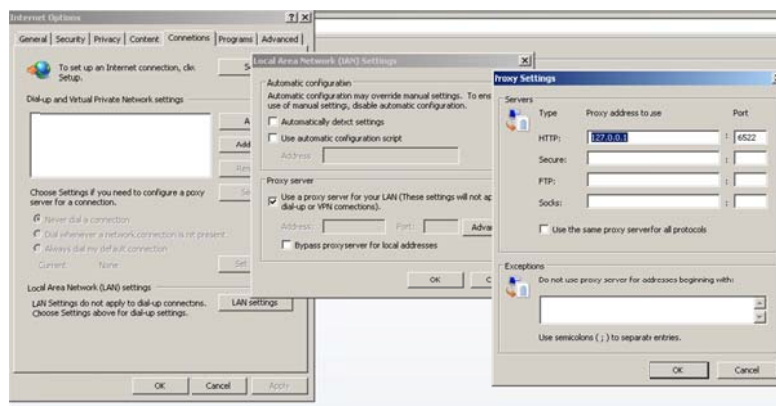 Internet Options
General Security Privacy Content Connections Programs Advanced
To set up an Internet connection, click
Setup.
Dial-up and Virtual Private Network settings
Add
Choose Settings if you need to configure a proxy
server for a connection.
Never dial a connection
Dial whenever a network connection is not present
Always dial my default connection
Current None
Set
Local Area Network (LAN) settings
LAN Settings do not apply to dial-up connections.
Choose Settings above for dial-up settings.
LAN settings
OK Cancel Apply
Local Area Network (LAN) Settings
Automatic configuration
Automatic configuration may override manual settings. To ens
use of manual setting, disable automatic configuration.
Automatically detect settings
Use automatic configuration script
Address
Proxy server
Use a proxy server for your LAN (These settings will not ap
dial-up or VPN connections).
Address: Port: Advan
Bypass proxy server for local addresses
OK C
Proxy Settings
Servers
Type Proxy address to use Port
HTTP: 127.0.0.1 : 6522
Secure: :
FTP: :
Socks: :
Use the same proxy server for all protocols
Exceptions
Do not use proxy server for addresses beginning with:
Use semicolons ( ; ) to separate entries.
OK Cancel